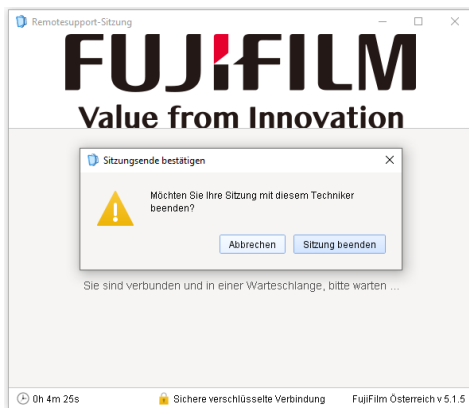 Remotesupport-Sitzung
FUJIFILM
Value from Innovation
Sitzungsende bestätigen
Möchten Sie Ihre Sitzung mit diesem Techniker
beenden?
Abbrechen Sitzung beenden
Sie sind verbunden und in einer Warteschlange, bitte warten ...
0h 4m 25s Sichere verschlüsselte Verbindung FujiFilm Österreich v 5.1.5